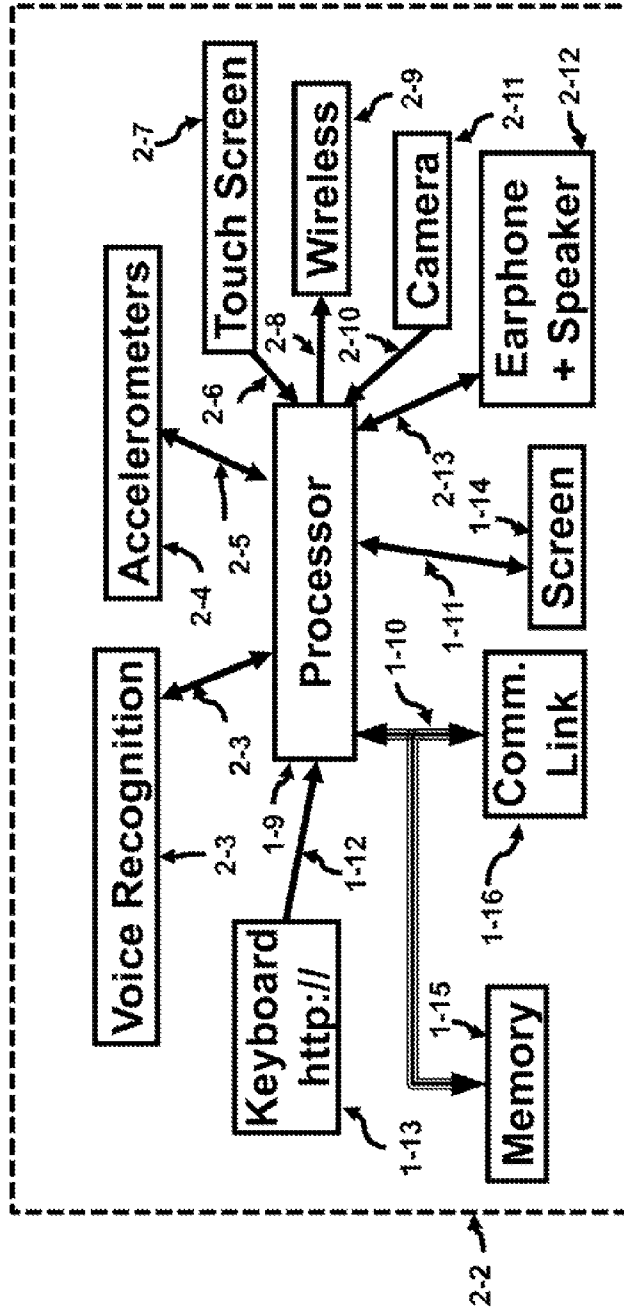 2-2
Voice Recognition
2-3
2-3
Accelerometers
2-4
2-5
Touch Screen
2-7
2-6
Keyboard
http://
1-13
1-12
1-9
Processor
2-8
Wireless
2-9
2-10
Camera
2-11
Memory
1-15
Comm.
Link
1-16
1-10
Screen
1-14
1-11
Earphone
+ Speaker
2-12
2-13